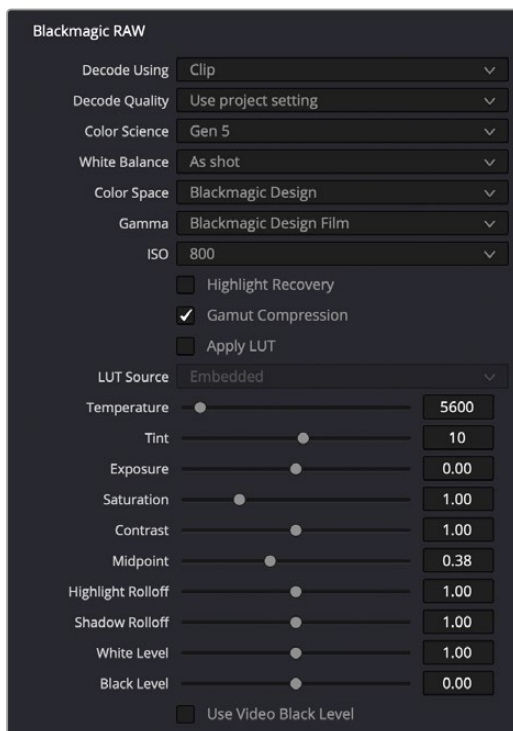 Blackmagic RAW
Decode Using Clip
Decode Quality Use project setting
Color Science Gen 5
White Balance As shot
Color Space Blackmagic Design
Gamma Blackmagic Design Film
ISO 800
Highlight Recovery
Gamut Compression
Apply LUT
LUT Source Embedded
Temperature 5600
Tint 10
Exposure 0.00
Saturation 1.00
Contrast 1.00
Midpoint 0.38
Highlight Rolloff 1.00
Shadow Rolloff 1.00
White Level 1.00
Black Level 0.00
Use Video Black Level